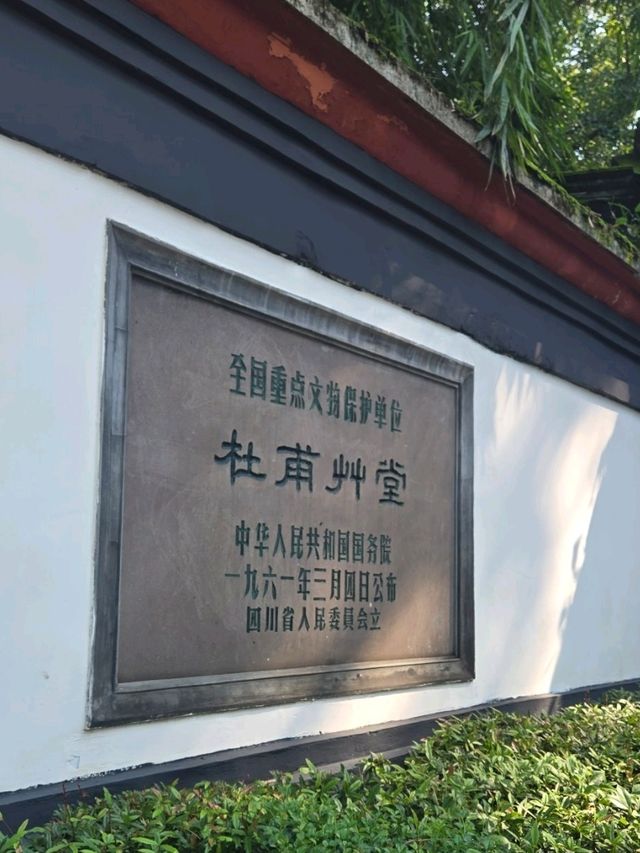 全国重点文物保护单位
杜甫艸堂
中华人民共和国国务院
一九六一年三月四日公布
四川省人民委員会立